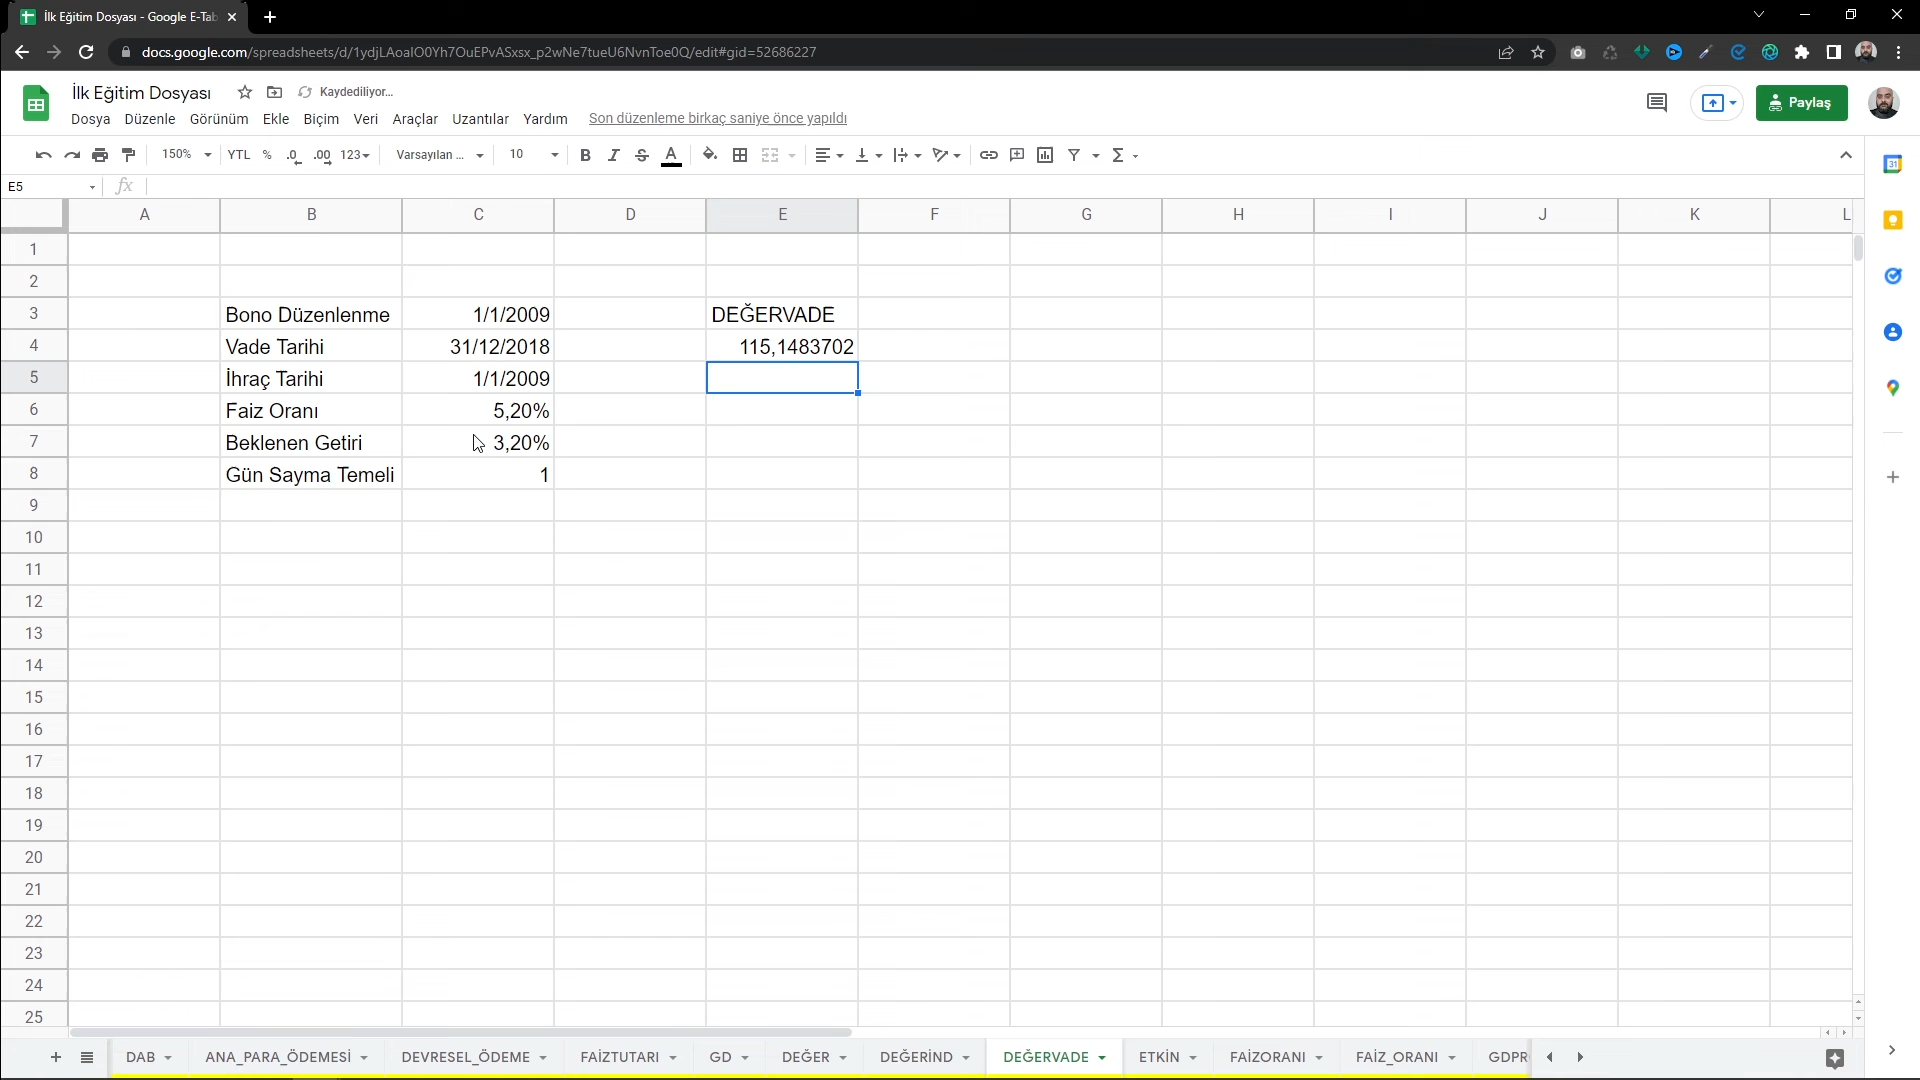 İlk Eğitim Dosyası - Google E-Tab
docs.google.com/spreadsheets/d/1ydjLAoalO0Yh7OuEPvASxsx_p2wNe7tueU6NvnToe0Q/edit#gid=52686227
İlk Eğitim Dosyası
Kaydediliyor...
Dosya Düzenle Görünüm Ekle Biçim Veri Araçlar Uzantılar Yardım
Son düzenleme birkaç saniye önce yapıldı
Paylaş
150% YTL % .0 .00 123 Varsayılan ... 10 B I S A
E5 fx
A B C D E F G H I J K L
1
2
3 Bono Düzenlenme 1/1/2009 DEĞERVADE
4 Vade Tarihi 31/12/2018 115,1483702
5 İhraç Tarihi 1/1/2009
6 Faiz Oranı 5,20%
7 Beklenen Getiri 3,20%
8 Gün Sayma Temeli 1
9
10
11
12
13
14
15
16
17
18
19
20
21
22
23
24
25
DAB ANA_PARA_ÖDEMESİ DEVRESEL_ÖDEME FAİZTUTARI GD DEĞER DEĞERİND DEĞERVADE ETKİN FAİZORANI FAİZ_ORANI GDPR
31